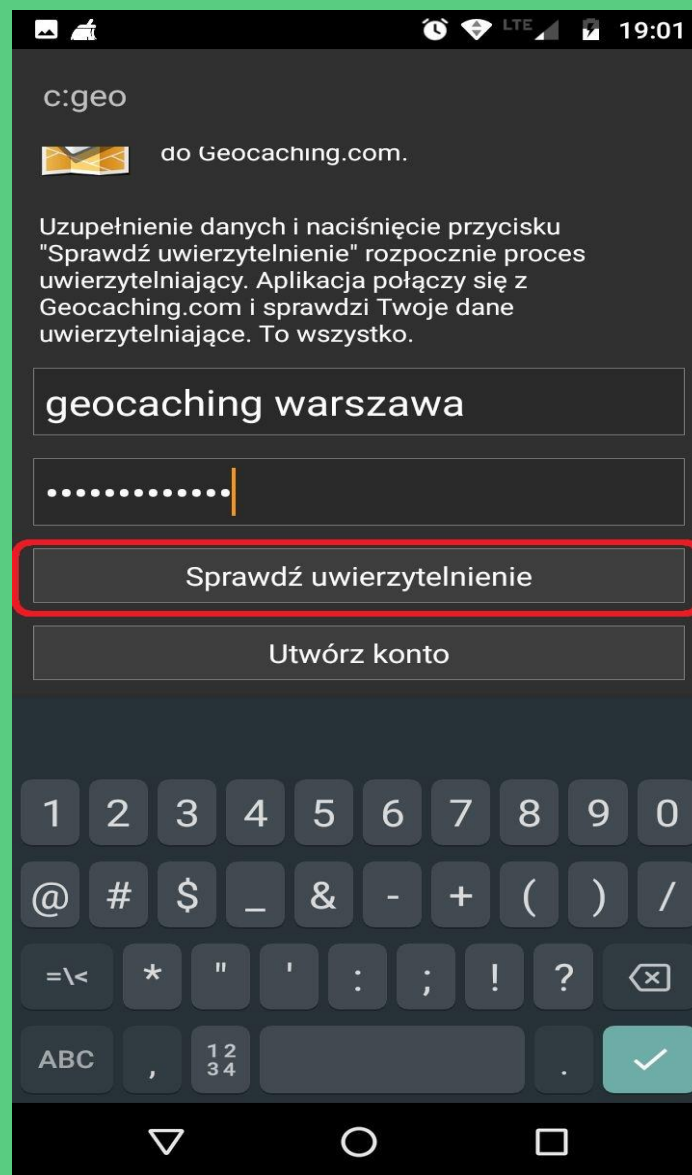 LTE 19:01
c:geo
do Geocaching.com.
Uzupełnienie danych i naciśnięcie przycisku
"Sprawdź uwierzytelnienie" rozpocznie proces
uwierzytelniający. Aplikacja połączy się z
Geocaching.com i sprawdzi Twoje dane
uwierzytelniające. To wszystko.
geocaching warszawa
•••••••••••••
Sprawdź uwierzytelnienie
Utwórz konto
1 2 3 4 5 6 7 8 9 0
@ # $ _ & - + ( ) /
=\< * " ' : ; ! ?
ABC , 12 34 .